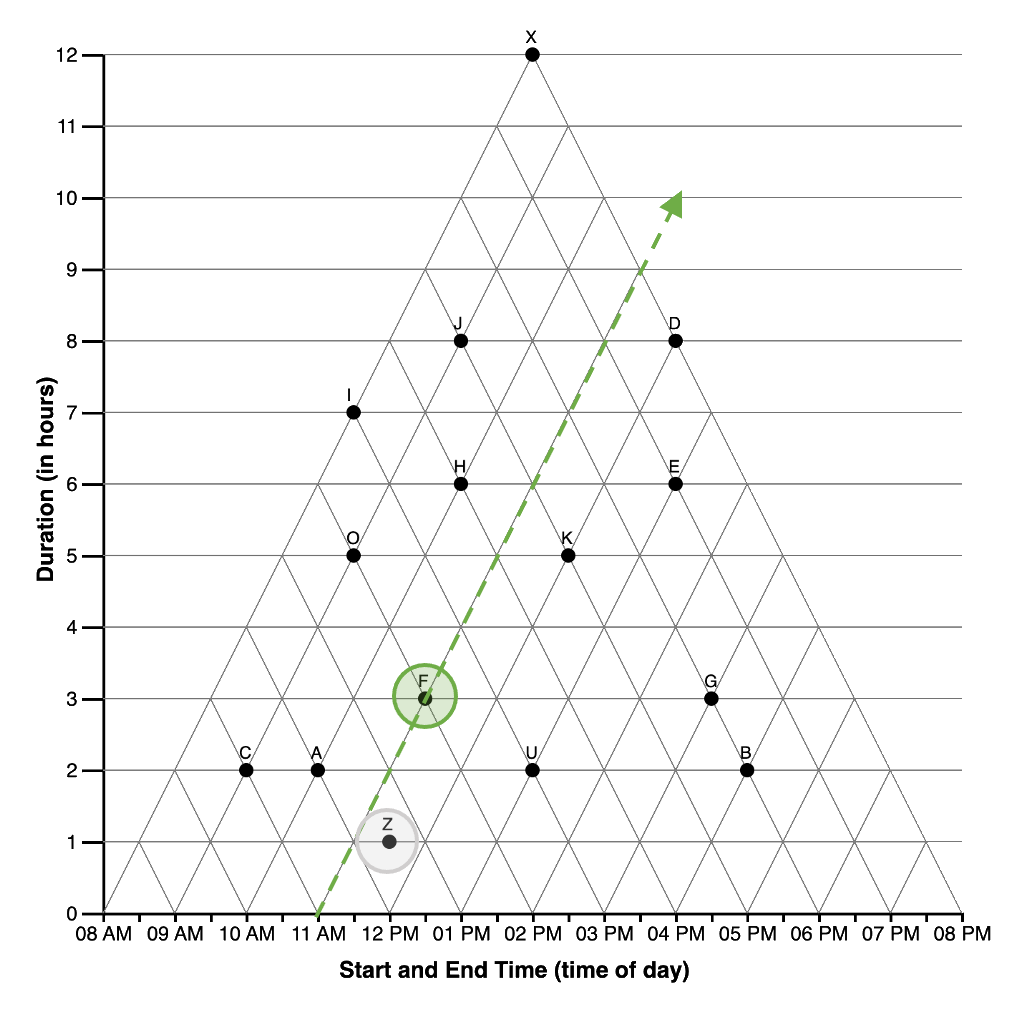 X
12
11
10
9
J
D
8
I
7
H
E
6
O
K
5
4
F
G
3
C
A
U
B
2
Z
1
0
08 AM 09 AM 10 AM 11 AM 12 PM 01 PM 02 PM 03 PM 04 PM 05 PM 06 PM 07 PM 08 PM
Start and End Time (time of day)
Duration (in hours)